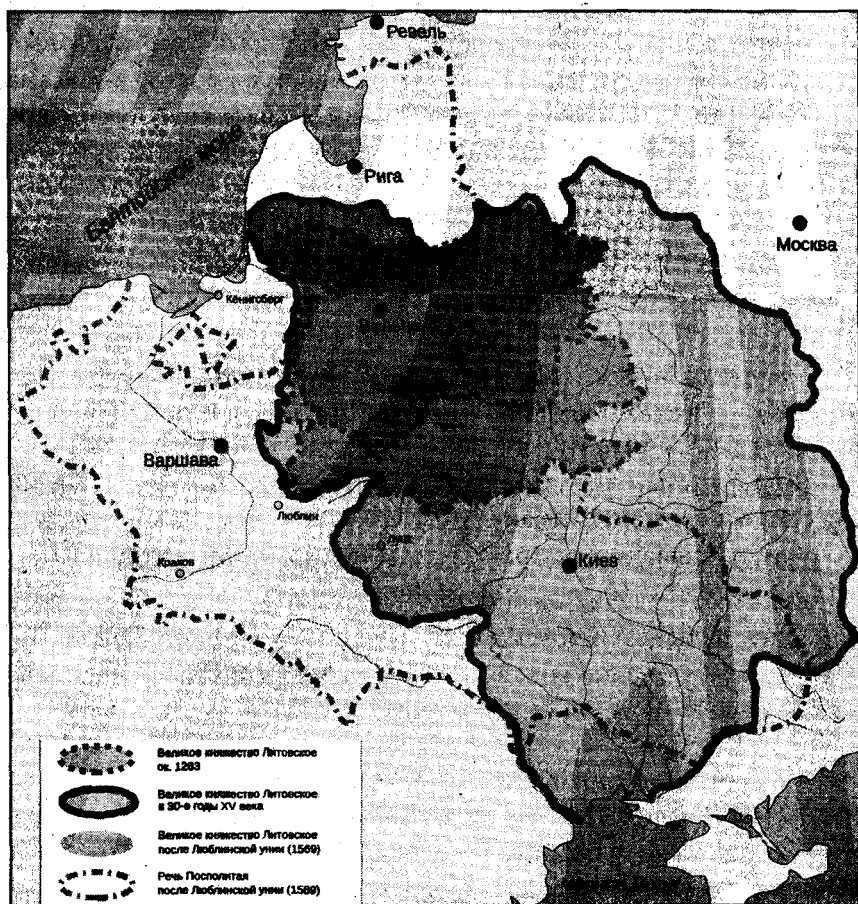 Ревель
Балтийское море
Рига
Москва
Кёнигсберг
Варшава
Люблин
Краков
Киев
Великое княжество Литовское
ок. 1263
Великое княжество Литовское
в 30-е годы XV века
Великое княжество Литовское
после Люблинской унии (1569)
Речь Посполитая
после Люблинской унии (1569)